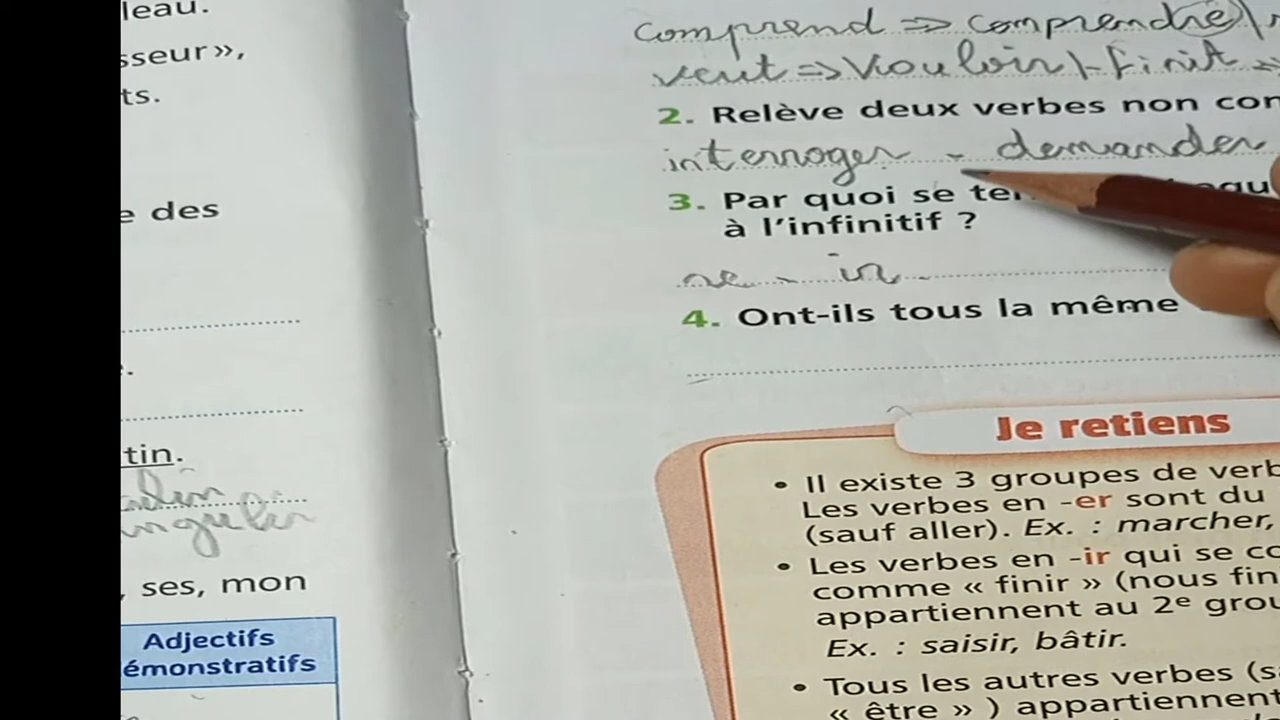 leau.
sseur »,
ts.
e des
tin.
, ses, mon
Adjectifs
émonstratifs
comprend => comprendre
veut => vouloir - finit =>
2. Relève deux verbes non con
interroger - demander
3. Par quoi se ter
à l'infinitif ?
re - ir
4. Ont-ils tous la même
Je retiens
• Il existe 3 groupes de verb
Les verbes en -er sont du
(sauf aller). Ex. : marcher,
• Les verbes en -ir qui se co
comme « finir » (nous fin
appartiennent au 2e grou
Ex. : saisir, bâtir.
• Tous les autres verbes (s
« être » ) appartiennent